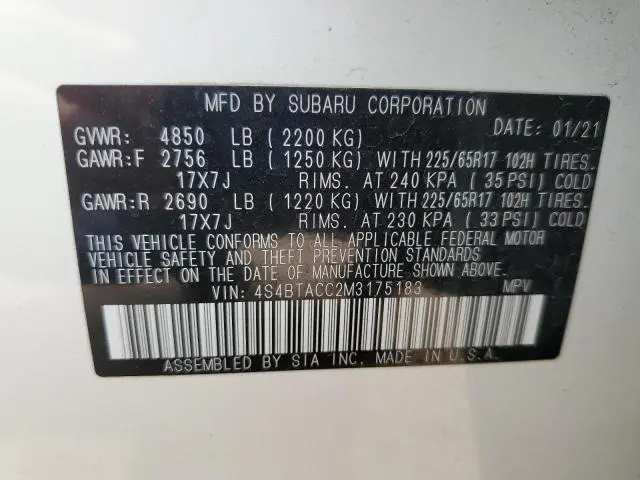 MFD BY SUBARU CORPORATION
DATE: 01/21
GVWR: 4850 LB (2200 KG)
GAWR:F 2756 LB (1250 KG) WITH 225/65R17 102H TIRES.
17X7J RIMS. AT 240 KPA (35 PSI) COLD
GAWR:R 2690 LB (1220 KG) WITH 225/65R17 102H TIRES.
17X7J RIMS. AT 230 KPA (33 PSI) COLD
THIS VEHICLE CONFORMS TO ALL APPLICABLE FEDERAL MOTOR
VEHICLE SAFETY AND THEFT PREVENTION STANDARDS
IN EFFECT ON THE DATE OF MANUFACTURE SHOWN ABOVE.
VIN: 4S4BTACC2M3175183 MPV
ASSEMBLED BY SIA INC. MADE IN U.S.A.